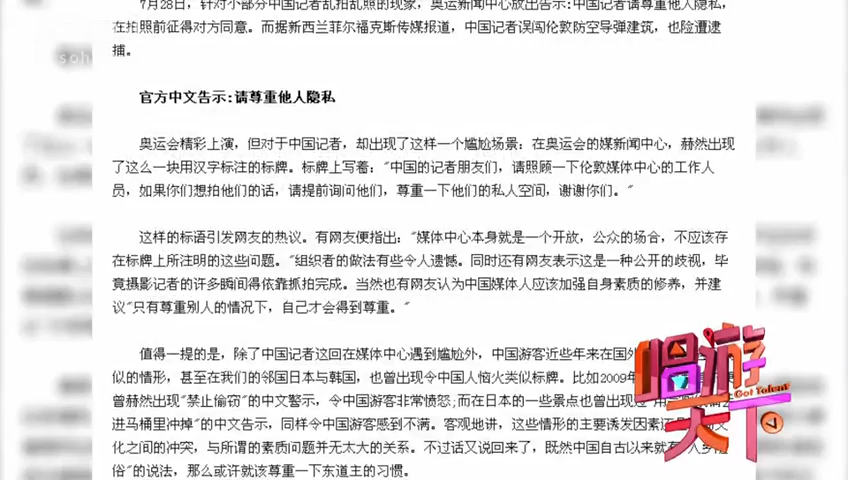 7月28日，针对小部分中国记者乱拍乱照的现象，奥运新闻中心放出告示:中国记者请尊重他人隐私，
在拍照前征得对方同意。而据新西兰菲尔福克斯传媒报道，中国记者误闯伦敦防空导弹建筑，也险遭逮
捕。
官方中文告示:请尊重他人隐私
奥运会精彩上演，但对于中国记者，却出现了这样一个尴尬场景：在奥运会的媒新闻中心，赫然出现
了这么一块用汉字标注的标牌。标牌上写着："中国的记者朋友们，请照顾一下伦敦媒体中心的工作人
员，如果你们想拍他们的话，请提前询问他们，尊重一下他们的私人空间，谢谢你们。"
这样的标语引发网友的热议。有网友便指出："媒体中心本身就是一个开放，公众的场合，不应该存
在标牌上所注明的这些问题。"组织者的做法有些令人遗憾。同时还有网友表示这是一种公开的歧视，毕
竟摄影记者的许多瞬间得依靠抓拍完成。当然也有网友认为中国媒体人应该加强自身素质的修养，并建
议"只有尊重别人的情况下，自己才会得到尊重。"
值得一提的是，除了中国记者这回在媒体中心遇到尴尬外，中国游客近些年来在国外
似的情形，甚至在我们的邻国日本与韩国，也曾出现令中国人恼火类似标牌。比如2009年
曾赫然出现"禁止偷窃"的中文警示，令中国游客非常愤怒;而在日本的一些景点也曾出现过
进马桶里冲掉"的中文告示，同样令中国游客感到不满。客观地讲，这些情形的主要诱发因素还是
化之间的冲突，与所谓的素质问题并无太大的关系。不过话又说回来了，既然中国自古以来就有"入乡随
俗"的说法，那么或许就该尊重一下东道主的习惯。
唱游天下
Got Talent
soh